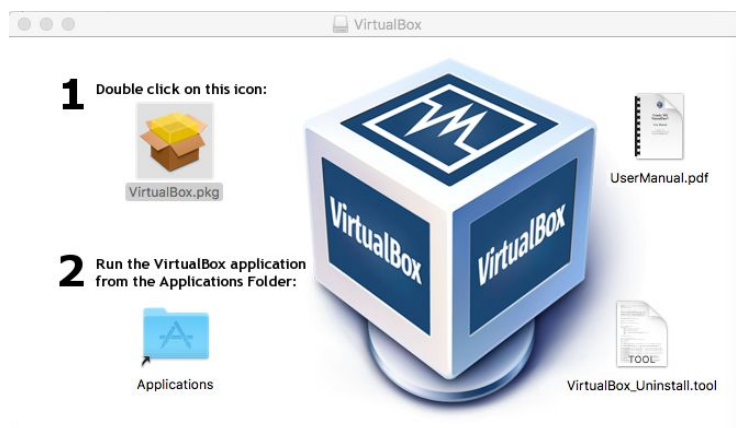 VirtualBox
1 Double click on this icon:
VirtualBox.pkg
UserManual.pdf
VirtualBox
VirtualBox
2 Run the VirtualBox application
from the Applications Folder:
Applications
TOOL
VirtualBox_Uninstall.tool